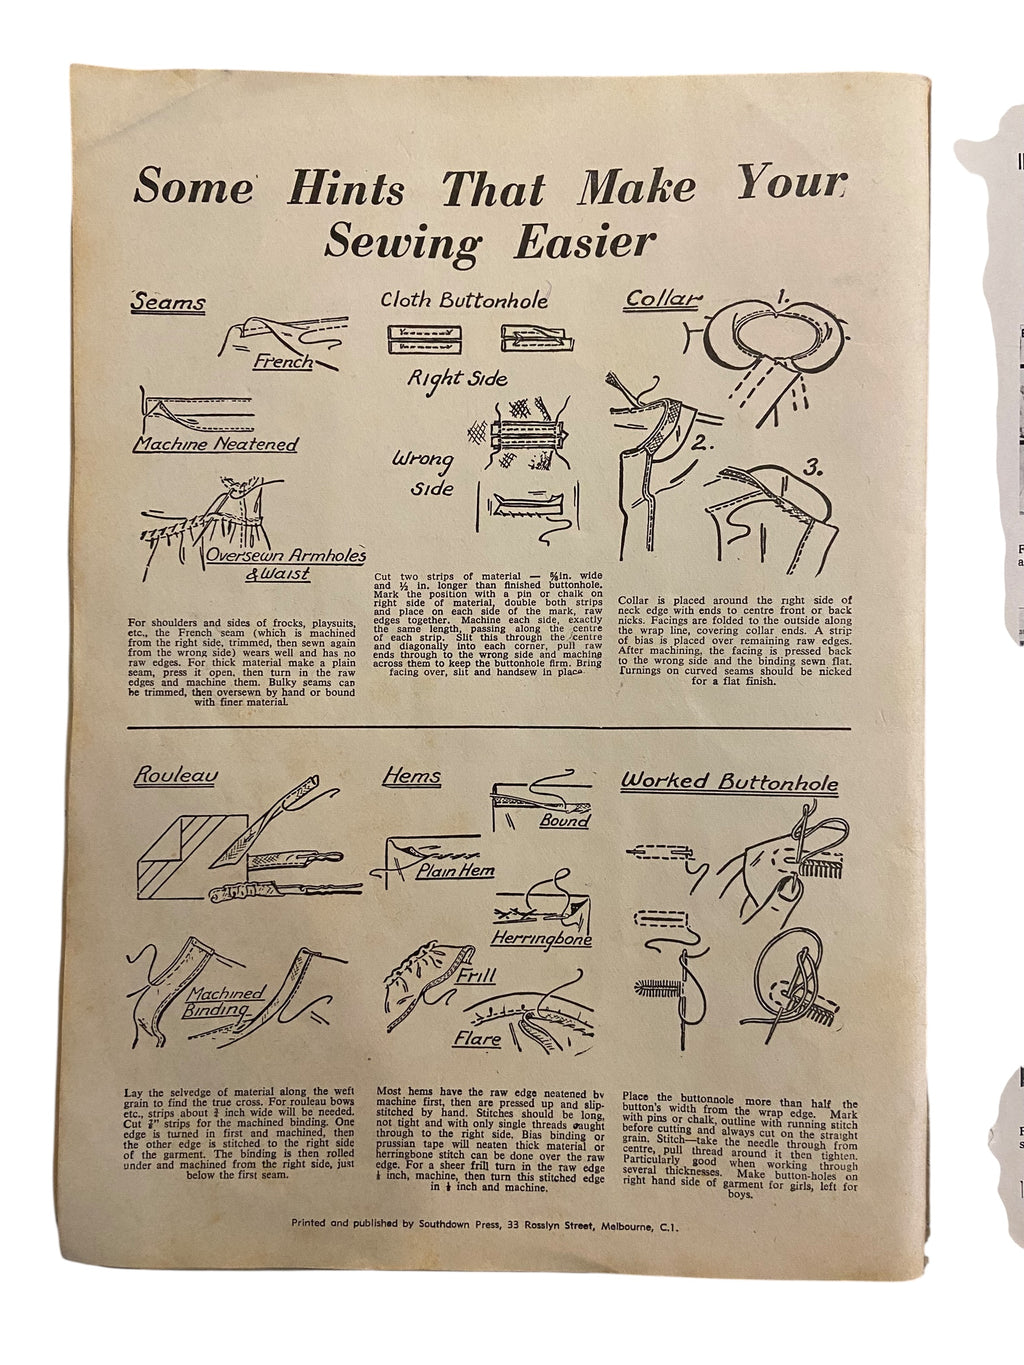 Some Hints That Make Your
Sewing Easier
Seams
French
Machine Neatened
Oversewn Armholes
& Waist
For shoulders and sides of frocks, playsuits,
etc., the French seam (which is machined
from the right side, trimmed, then sewn again
from the wrong side) wears well and has no
raw edges. For thick material make a plain
seam, press it open, then turn in the raw
edges and machine them. Bulky seams can
be trimmed, then oversewn by hand or bound
with finer material.
Cloth Buttonhole
Right Side
Wrong
Side
Cut two strips of material — ⅝in. wide
and ½ in. longer than finished buttonhole.
Mark the position with a pin or chalk on
right side of material, double both strips
and place on each side of the mark, raw
edges together. Machine each side, exactly
the same length, passing along the centre
of each strip. Slit this through the centre
and diagonally into each corner, pull raw
ends through to the wrong side and maching
across them to keep the buttonhole firm. Bring
facing over, slit and handsew in place
Collar
1.
2.
3.
Collar is placed around the right side of
neck edge with ends to centre front or back
nicks. Facings are folded to the outside along
the wrap line, covering collar ends. A strip
of bias is placed over remaining raw edges.
After machining, the facing is pressed back
to the wrong side and the binding sewn flat.
Turnings on curved seams should be nicked
for a flat finish.
Rouleau
Machined
Binding
Lay the selvedge of material along the weft
grain to find the true cross. For rouleau bows
etc., strips about ¾ inch wide will be needed.
Cut ¾" strips for the machined binding. One
edge is turned in first and machined, then
the other edge is stitched to the right side
of the garment. The binding is then rolled
under and machined from the right side, just
below the first seam.
Hems
Bound
Plain Hem
Herringbone
Frill
Flare
Most hems have the raw edge neatened by
machine first, then are pressed up and slip-
stitched by hand. Stitches should be long,
not tight and with only single threads caught
through to the right side. Bias binding or
prussian tape will neaten thick material or
herringbone stitch can be done over the raw
edge. For a sheer frill turn in the raw edge
inch, machine, then turn this stitched edge
in inch and machine.
Worked Buttonhole
Place the buttonhole more than half the
button's width from the wrap edge. Mark
with pins or chalk, outline with running stitch
before cutting and always cut on the straight
grain. Stitch—take the needle through from
centre, pull thread around it then tighten.
Particularly good when working through
several thicknesses. Make button-holes on
right hand side of garment for girls, left for
boys.
Printed and published by Southdown Press, 33 Rosslyn Street, Melbourne, C.1.